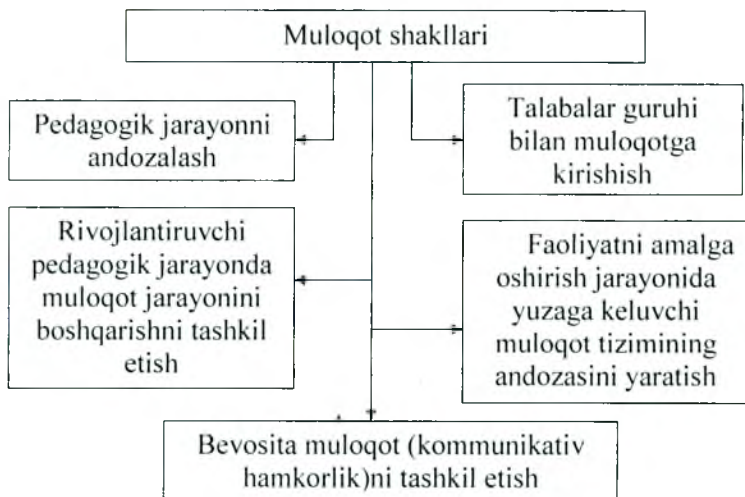 Muloqot shakllari
Pedagogik jarayonni
andozalash
Talabalar guruhi
bilan muloqotga
kirishish
Rivojlantiruvchi
pedagogik jarayonda
muloqot jarayonini
boshqarishni tashkil
etish
Faoliyatni amalga
oshirish jarayonida
yuzaga keluvchi
muloqot tizimining
andozasini yaratish
Bevosita muloqot (kommunikativ
hamkorlik)ni tashkil etish